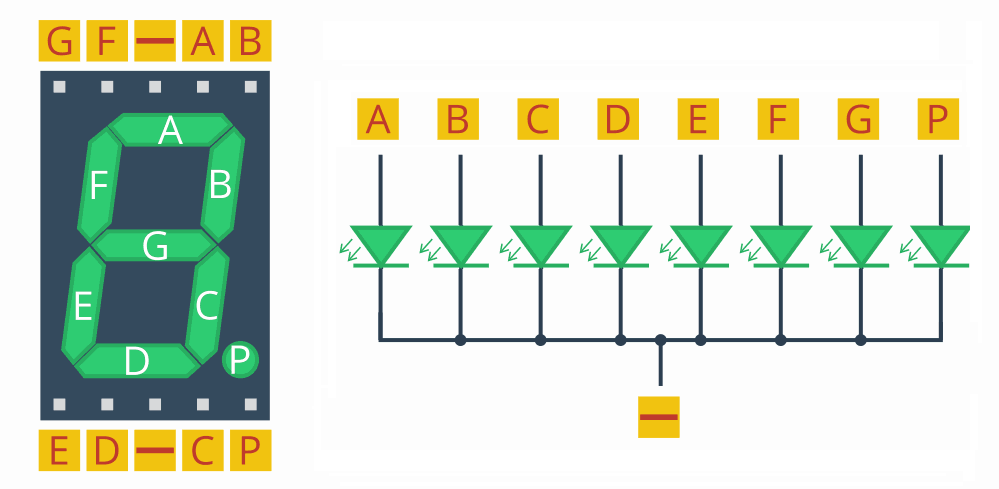 G F — A B
A
F
B
G
E
C
D
P
E D — C P
A B C D E F G P
—